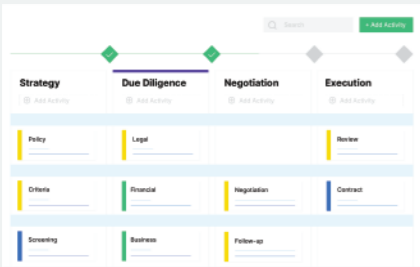 Search
+ Add Activity
Strategy
Due Diligence
Negotiation
Execution
Add Activity
Add Activity
Add Activity
Add Activity
Policy
Legal
Review
Criteria
Financial
Negotiation
Contract
Screening
Business
Follow-up